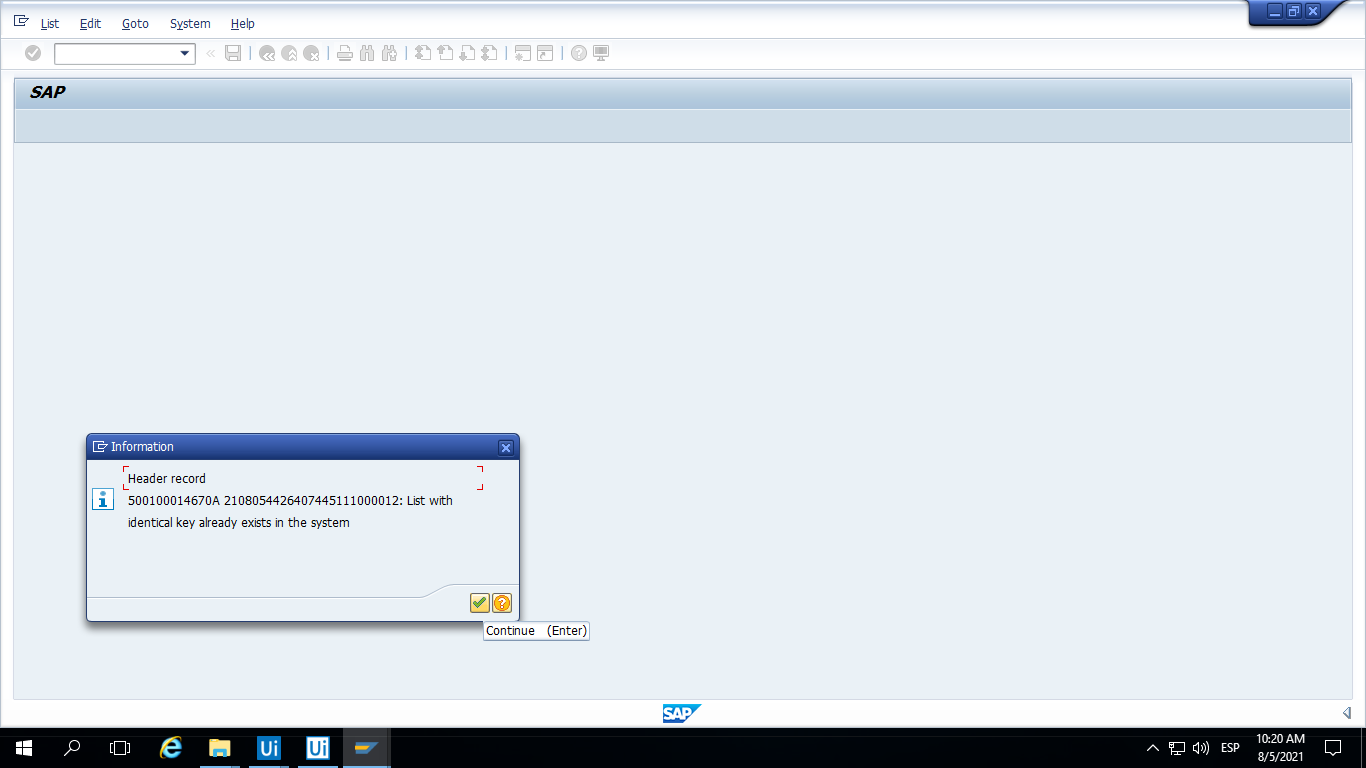 List Edit Goto System Help
SAP
Information
Header record
500100014670A 2108054426407445111000012: List with
identical key already exists in the system
Continue (Enter)
SAP
Ui Ui ESP 10:20 AM
8/5/2021